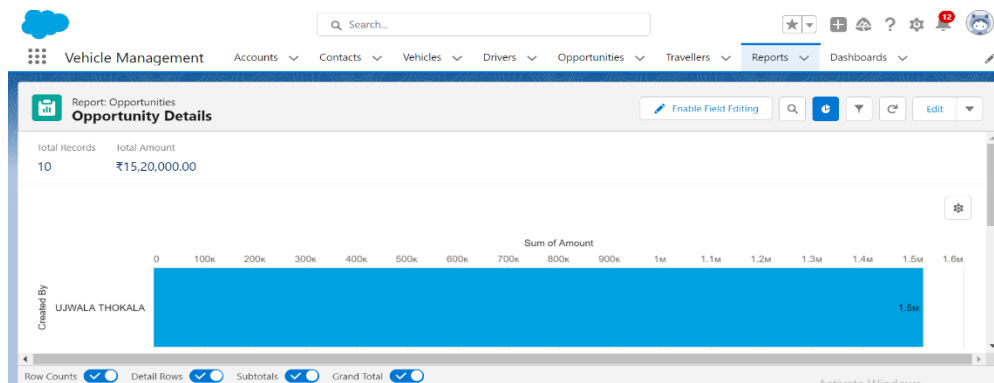 Search...
12
Vehicle Management Accounts Contacts Vehicles Drivers Opportunities Travellers Reports Dashboards
Report: Opportunities
Opportunity Details
Enable Field Editing
Edit
Total Records Total Amount
10 ₹15,20,000.00
Sum of Amount
0 100K 200K 300K 400K 500K 600K 700K 800K 900K 1M 1.1M 1.2M 1.3M 1.4M 1.5M 1.6M
Created By
UJWALA THOKALA
1.5M
Row Counts Detail Rows Subtotals Grand Total
Activate Windows